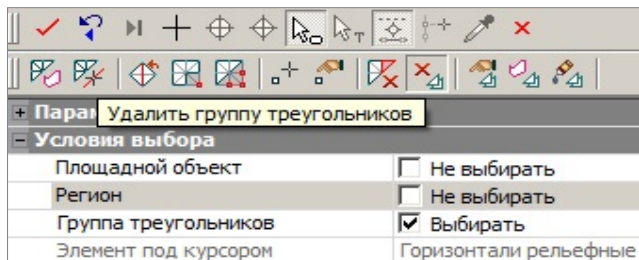 Парам
Удалить группу треугольников
Условия выбора
Площадной объект Не выбирать
Регион Не выбирать
Группа треугольников Выбирать
Элемент под курсором Горизонтали рельефные